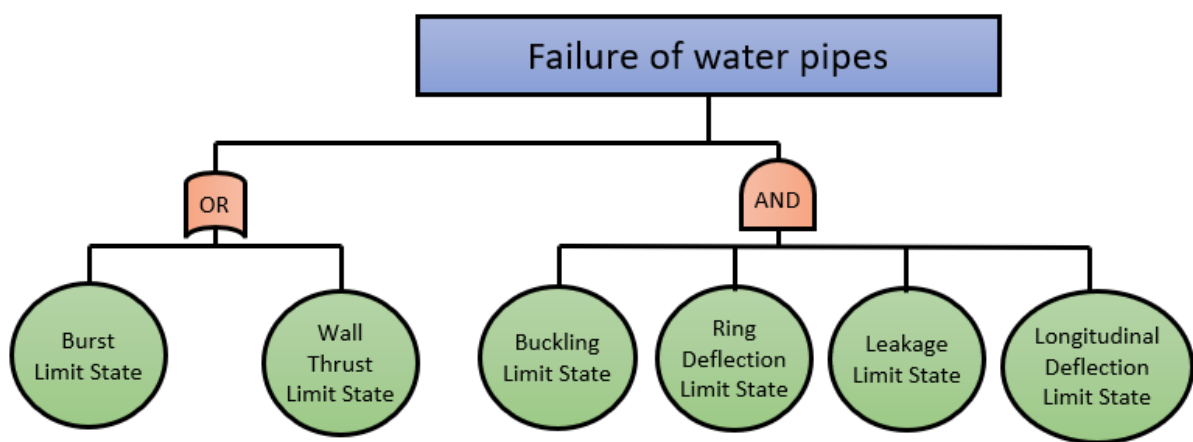 Failure of water pipes
OR
AND
Burst
Limit State
Wall
Thrust
Limit State
Buckling
Limit State
Ring
Deflection
Limit State
Leakage
Limit State
Longitudinal
Deflection
Limit State